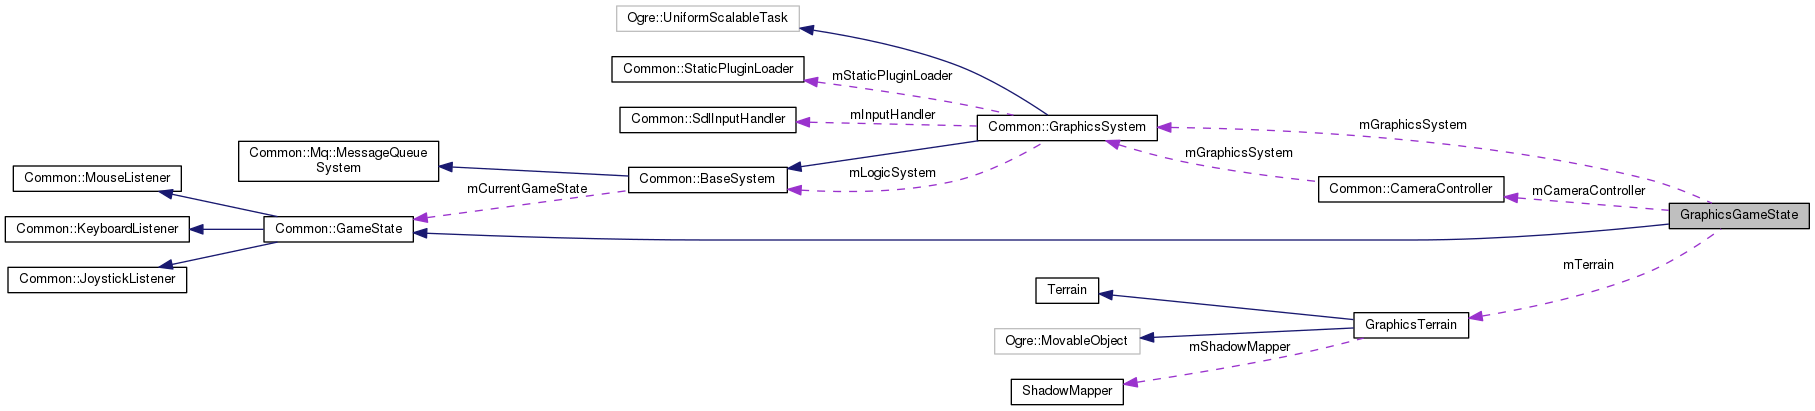 Ogre::UniformScalableTask
Common::StaticPluginLoader
mStaticPluginLoader
Common::SdlInputHandler
mInputHandler
Common::GraphicsSystem
mGraphicsSystem
Common::Mq::MessageQueue
System
mGraphicsSystem
Common::MouseListener
mCurrentGameState
Common::BaseSystem
mLogicSystem
Common::CameraController
mCameraController
GraphicsGameState
Common::KeyboardListener
Common::GameState
Common::JoystickListener
mTerrain
Terrain
GraphicsTerrain
Ogre::MovableObject
mShadowMapper
ShadowMapper